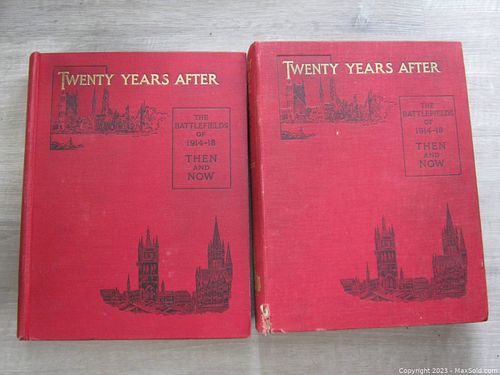 TWENTY YEARS AFTER
THE
BATTLEFIELDS
OF
1914-18
THEN
AND
NOW
TWENTY YEARS AFTER
THE
BATTLEFIELDS
OF
1914-18
THEN
AND
NOW
Copyright 2023 - MaxSold.com